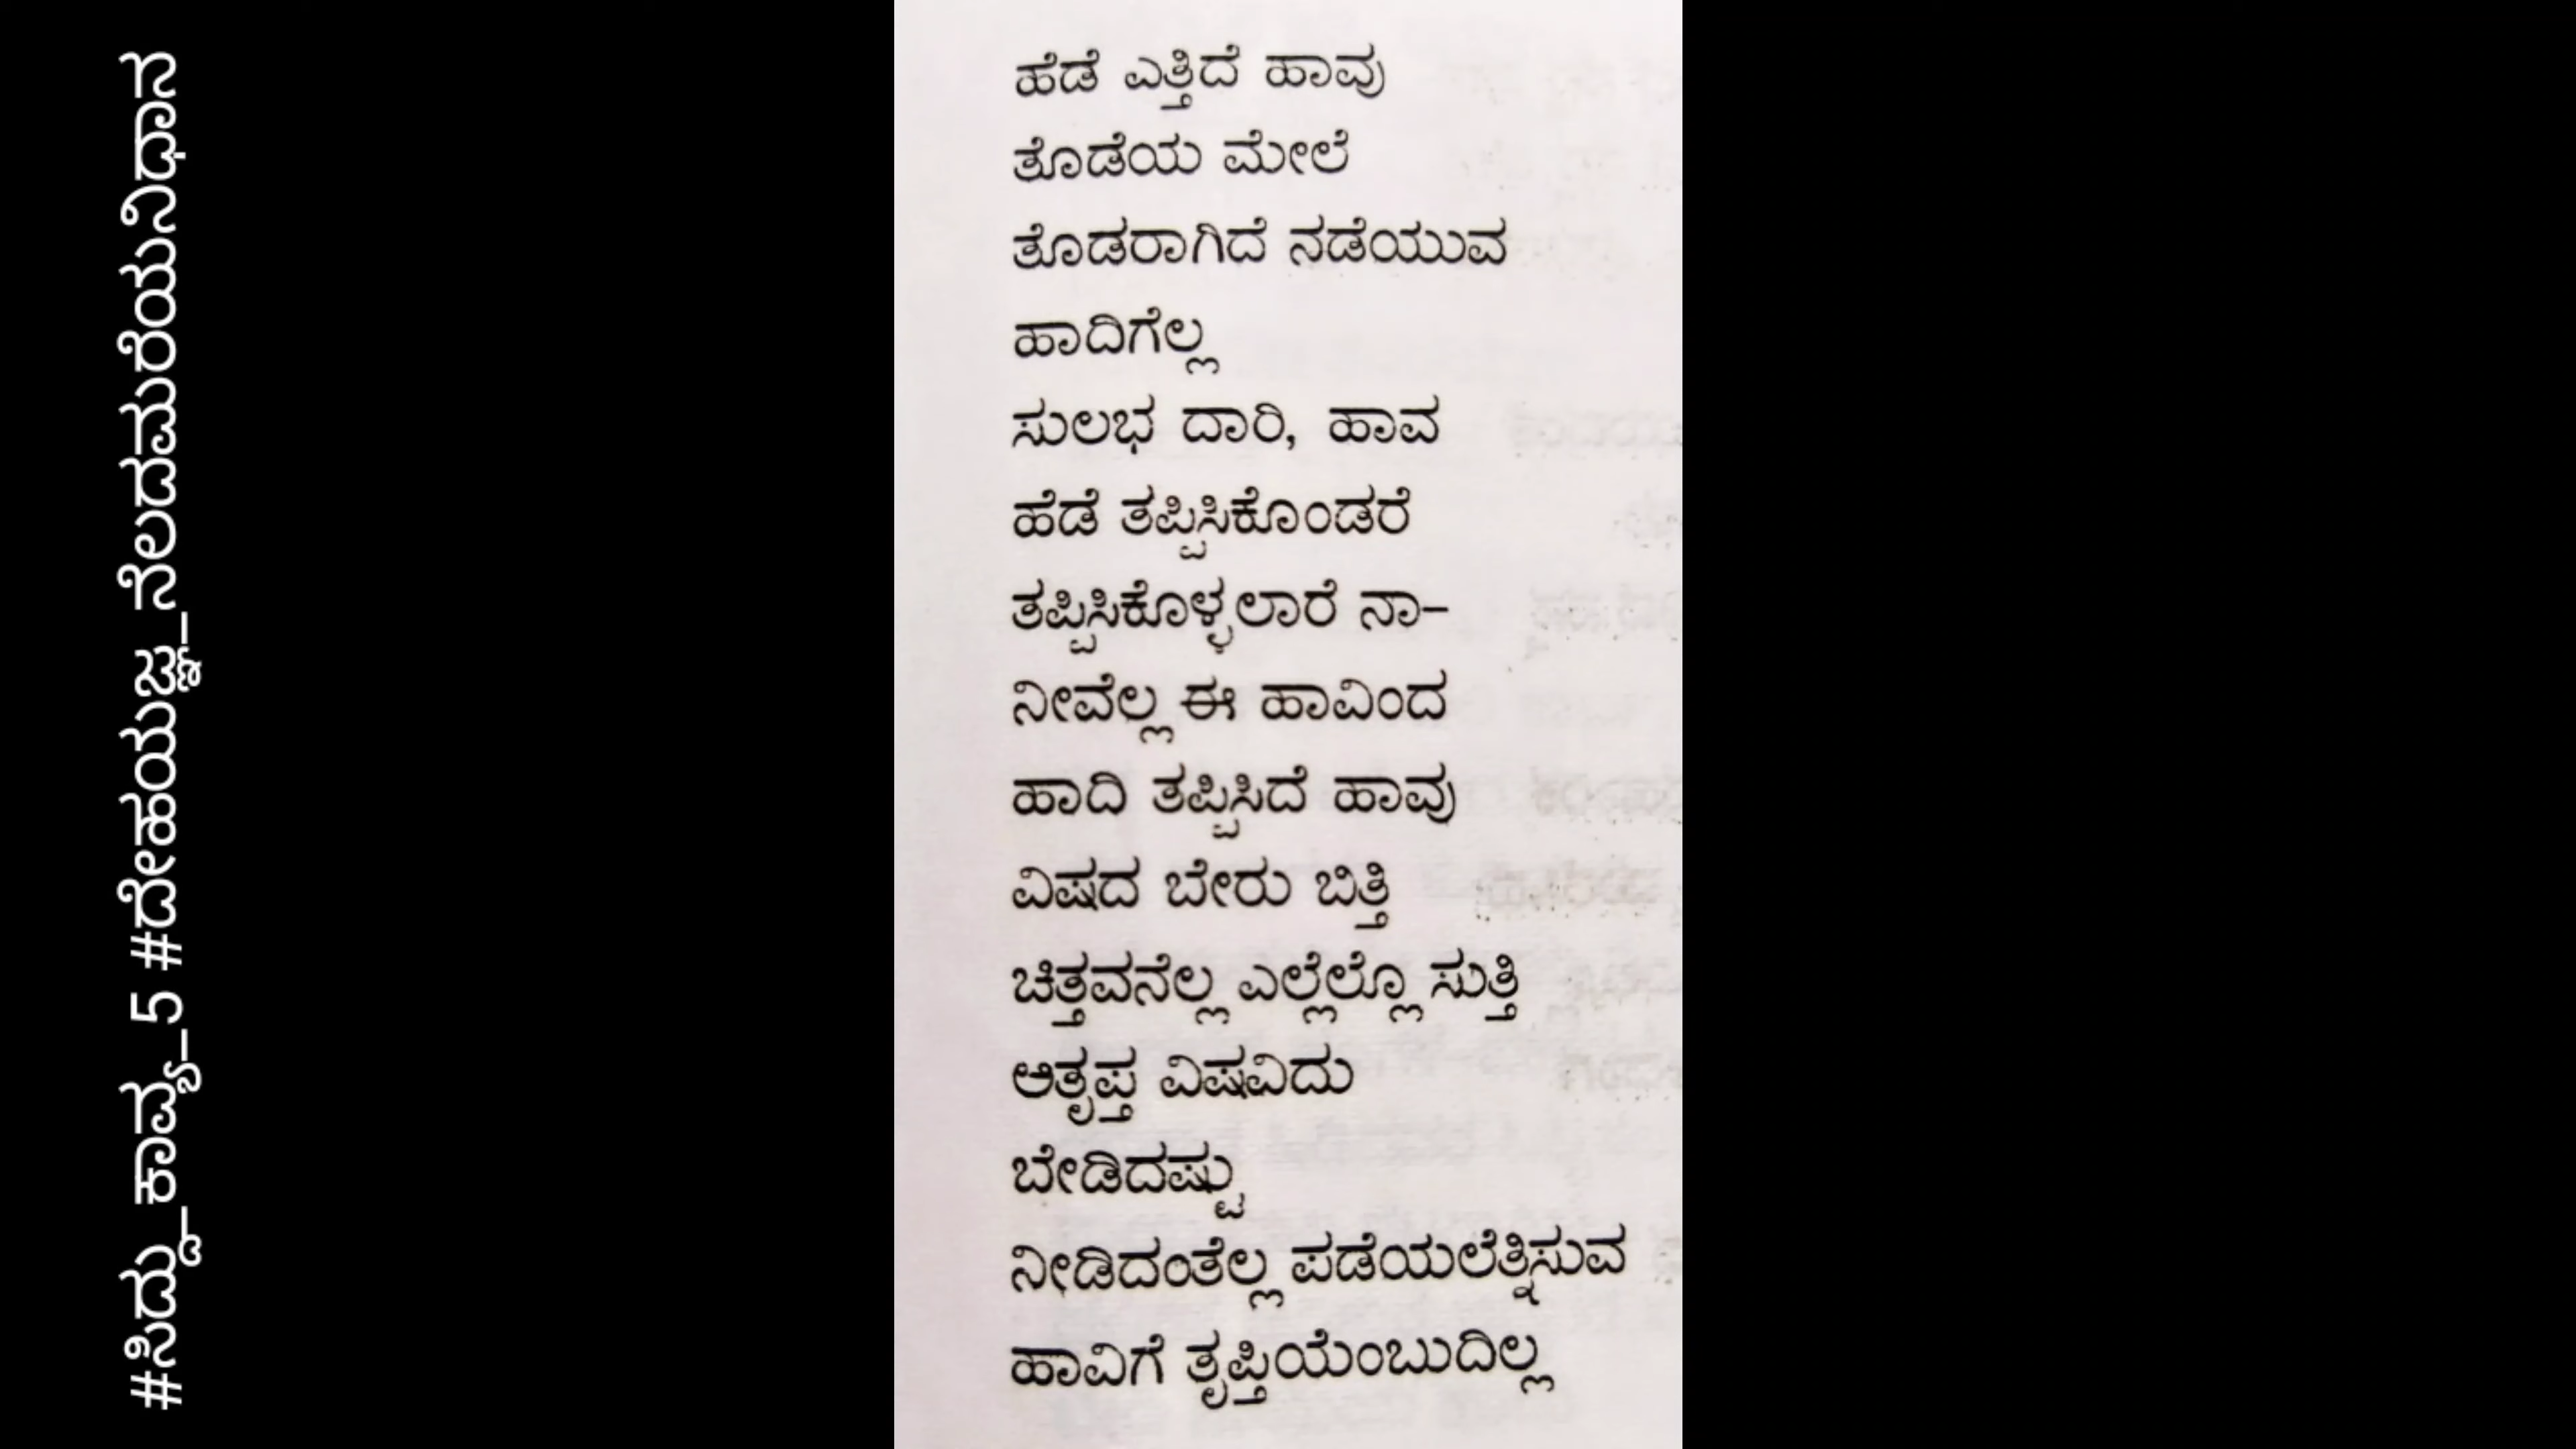 #ಸಿದ್ದು_ಕಾವ್ಯ_5 #ದೇಹಯಜ್ಞ_ನೆಲದಮರೆಯನಿಧಾನ
ಹೆಡೆ ಎತ್ತಿದೆ ಹಾವು
ತೊಡೆಯ ಮೇಲೆ
ತೊಡರಾಗಿದೆ ನಡೆಯುವ
ಹಾದಿಗೆಲ್ಲ
ಸುಲಭ ದಾರಿ, ಹಾವ
ಹೆಡೆ ತಪ್ಪಿಸಿಕೊಂಡರೆ
ತಪ್ಪಿಸಿಕೊಳ್ಳಲಾರೆ ನಾ–
ನೀವೆಲ್ಲ ಈ ಹಾವಿಂದ
ಹಾದಿ ತಪ್ಪಿಸಿದೆ ಹಾವು
ವಿಷದ ಬೇರು ಬಿತ್ತಿ
ಚಿತ್ತವನೆಲ್ಲ ಎಲ್ಲೆಲ್ಲೊ ಸುತ್ತಿ
ಅತೃಪ್ತ ವಿಷವಿದು
ಬೇಡಿದಷ್ಟು
ನೀಡಿದಂತೆಲ್ಲ ಪಡೆಯಲೆತ್ನಿಸುವ
ಹಾವಿಗೆ ತೃಪ್ತಿಯೆಂಬುದಿಲ್ಲ